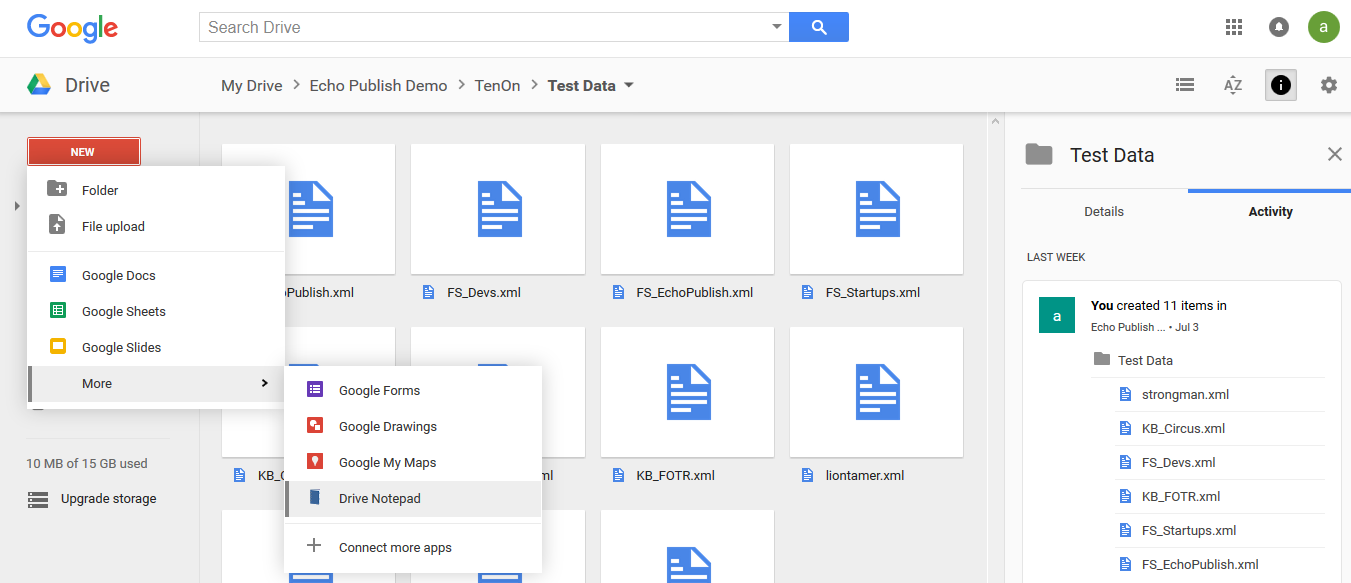 Google
Search Drive
a
Drive
My Drive > Echo Publish Demo > TenOn > Test Data
AZ
NEW
Folder
File upload
Google Docs
Google Sheets
Google Slides
More
Google Forms
Google Drawings
Google My Maps
Drive Notepad
Connect more apps
10 MB of 15 GB used
Upgrade storage
Publish.xml
FS_Devs.xml
FS_EchoPublish.xml
FS_Startups.xml
KB_
ml
KB_FOTR.xml
liontamer.xml
Test Data
Details
Activity
LAST WEEK
a
You created 11 items in
Echo Publish ... • Jul 3
Test Data
strongman.xml
KB_Circus.xml
FS_Devs.xml
KB_FOTR.xml
FS_Startups.xml
FS_EchoPublish.xml